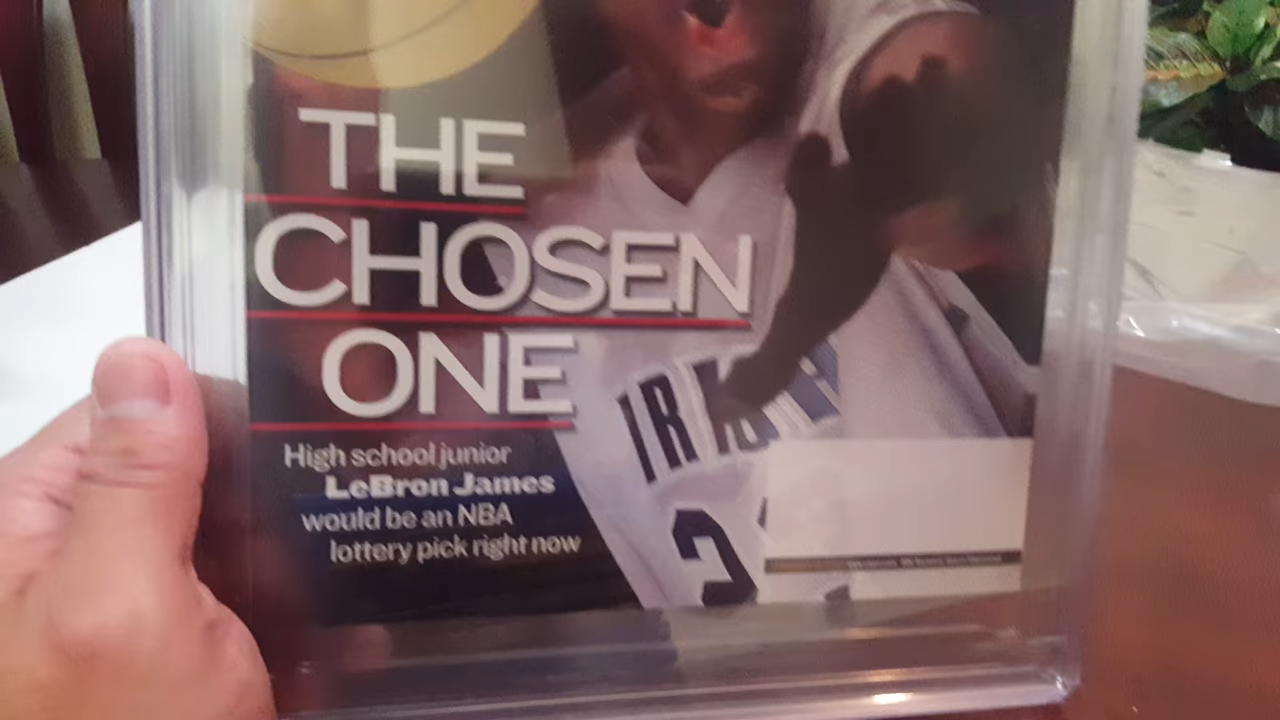 THE
CHOSEN
ONE
High school junior
LeBron James
would be an NBA
lottery pick right now